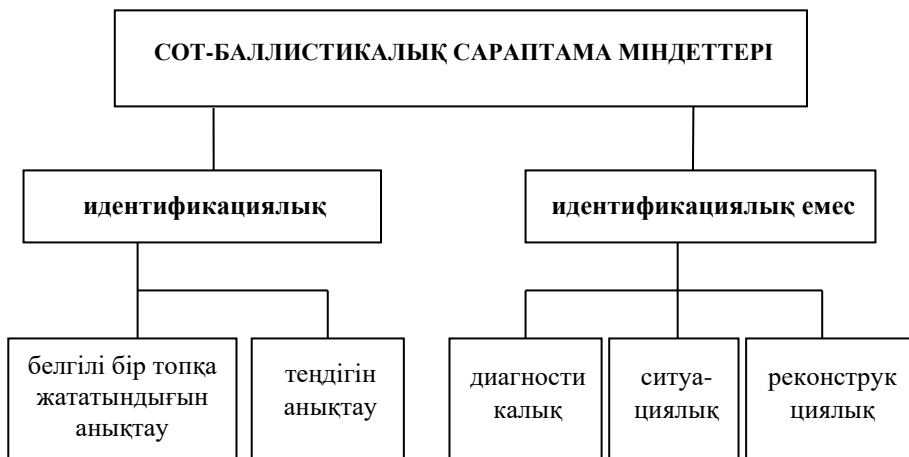 СОТ-БАЛЛИСТИКАЛЫҚ САРАПТАМА МІНДЕТТЕРІ
идентификациялық
идентификациялық емес
белгілі бір топқа
жататындығын
анықтау
теңдігін
анықтау
диагности
калық
ситуа-
циялық
реконструк
циялық